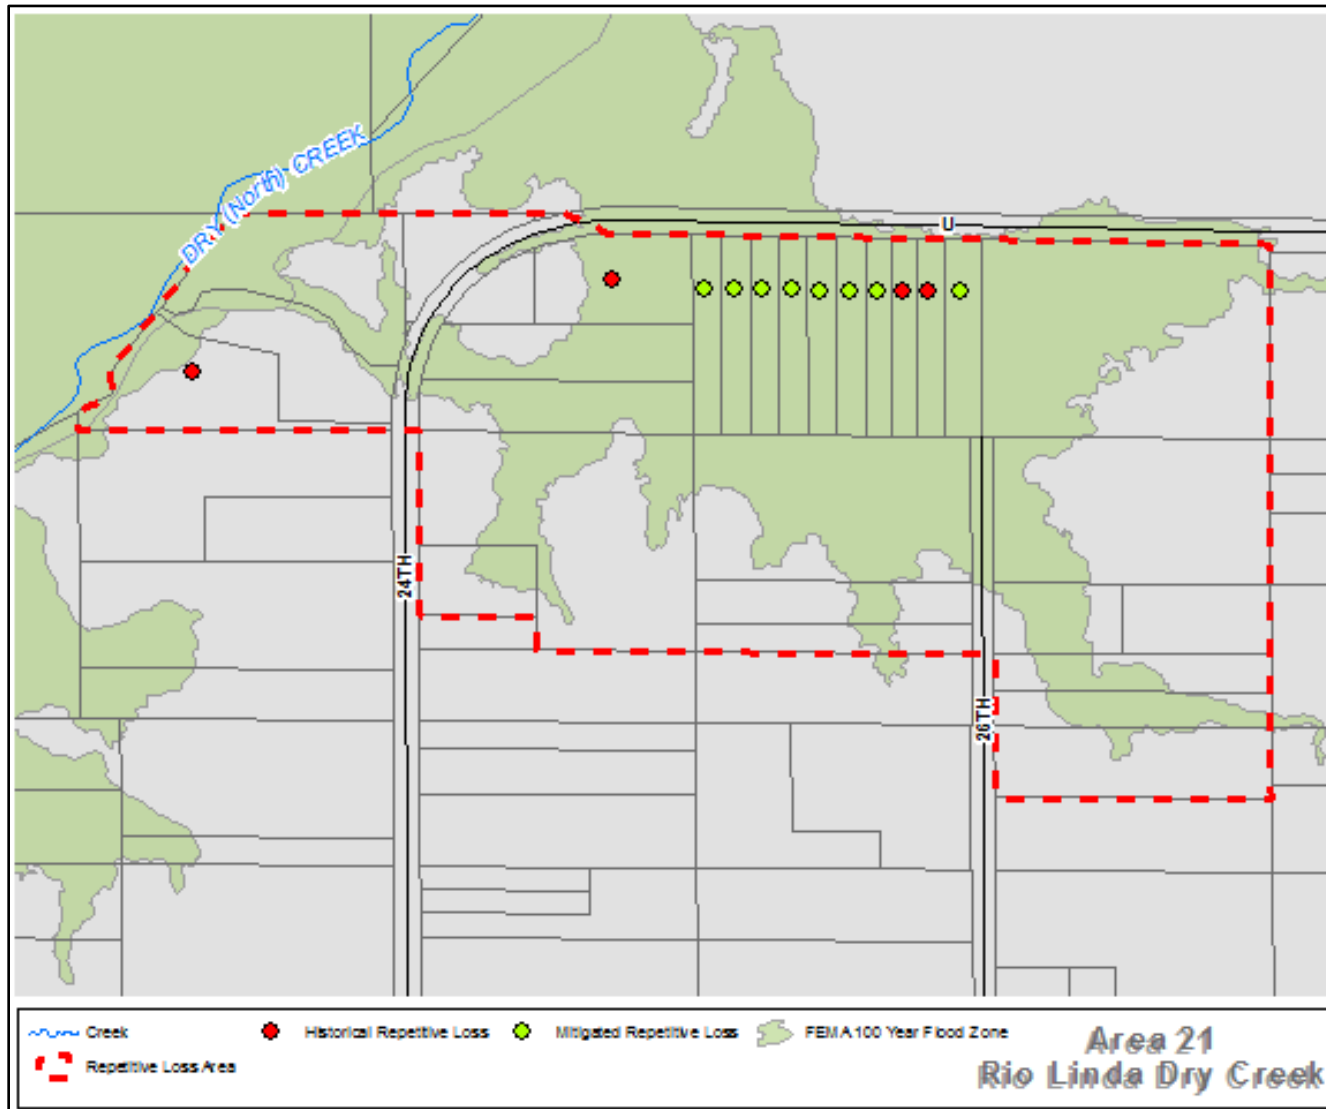 DRY (North) CREEK
U
24TH
26TH
Creek
Historical Repetitive Loss
Mitigated Repetitive Loss
FEMA 100 Year Flood Zone
Repetitive Loss Area
Area 21
Rio Linda Dry Creek